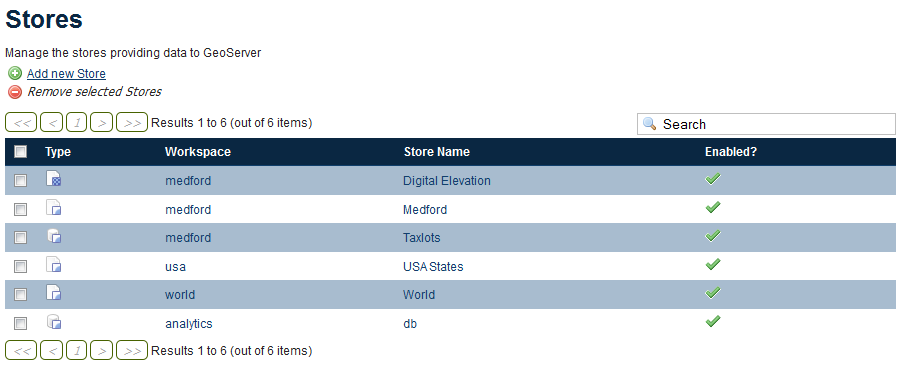 Stores
Manage the stores providing data to GeoServer
Add new Store
Remove selected Stores
<< < 1 > >> Results 1 to 6 (out of 6 items) Search
Type Workspace Store Name Enabled?
medford Digital Elevation
medford Medford
medford Taxlots
usa USA States
world World
analytics db
<< < 1 > >> Results 1 to 6 (out of 6 items)